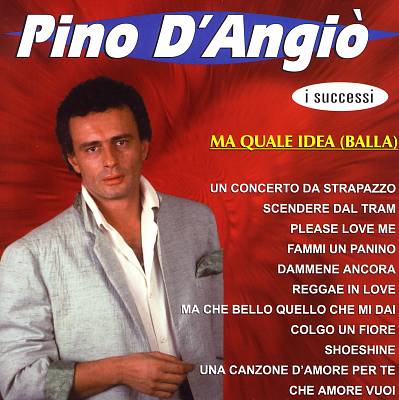 Pino D'Angiò
i successi
MA QUALE IDEA (BALLA)
UN CONCERTO DA STRAPAZZO
SCENDERE DAL TRAM
PLEASE LOVE ME
FAMMI UN PANINO
DAMMENE ANCORA
REGGAE IN LOVE
MA CHE BELLO QUELLO CHE MI DAI
COLGO UN FIORE
SHOESHINE
UNA CANZONE D'AMORE PER TE
CHE AMORE VUOI